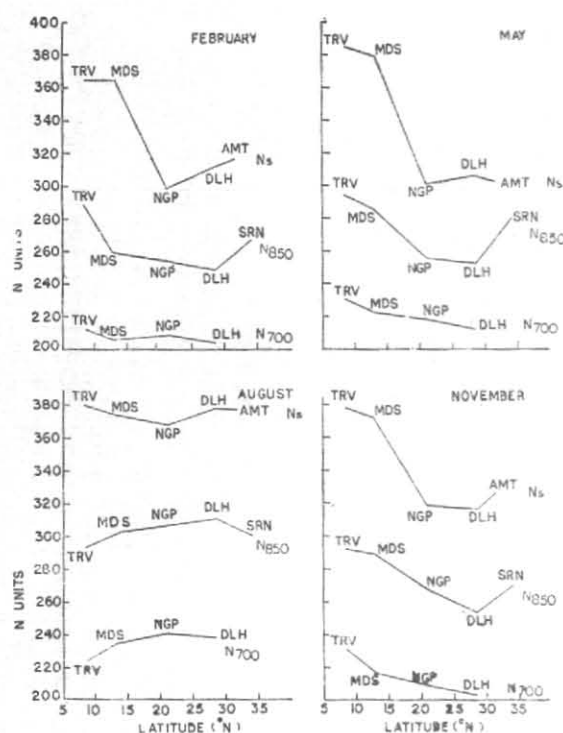 FEBRUARY
400
380
360
340
320
300
280
260
240
220
200
N UNITS
TRV MDS
NGP
DLH
AMT
Ns
TRV
MDS
NGP
DLH
SRN
N850
TRV
MDS
NGP
DLH
N700
MAY
TRV
MDS
NGP
DLH
AMT Ns
TRV
MDS
NGP
DLH
SRN
N850
TRV
MDS
NGP
DLH N700
AUGUST
380
360
340
320
300
280
260
240
220
200
N UNITS
TRV
MDS
NGP
DLH
AMT Ns
TRV
MDS
NGP
DLH
SRN
N850
TRV
MDS
NGP
DLH
N700
5 10 15 20 25 30 35
LATITUDE (°N)
NOVEMBER
TRV
MDS
NGP
DLH
AMT
Ns
TRV
MDS
NGP
DLH
SRN
N850
TRV
MDS
NGP
DLH N700
5 10 15 20 25 30 35
LATITUDE (°N)